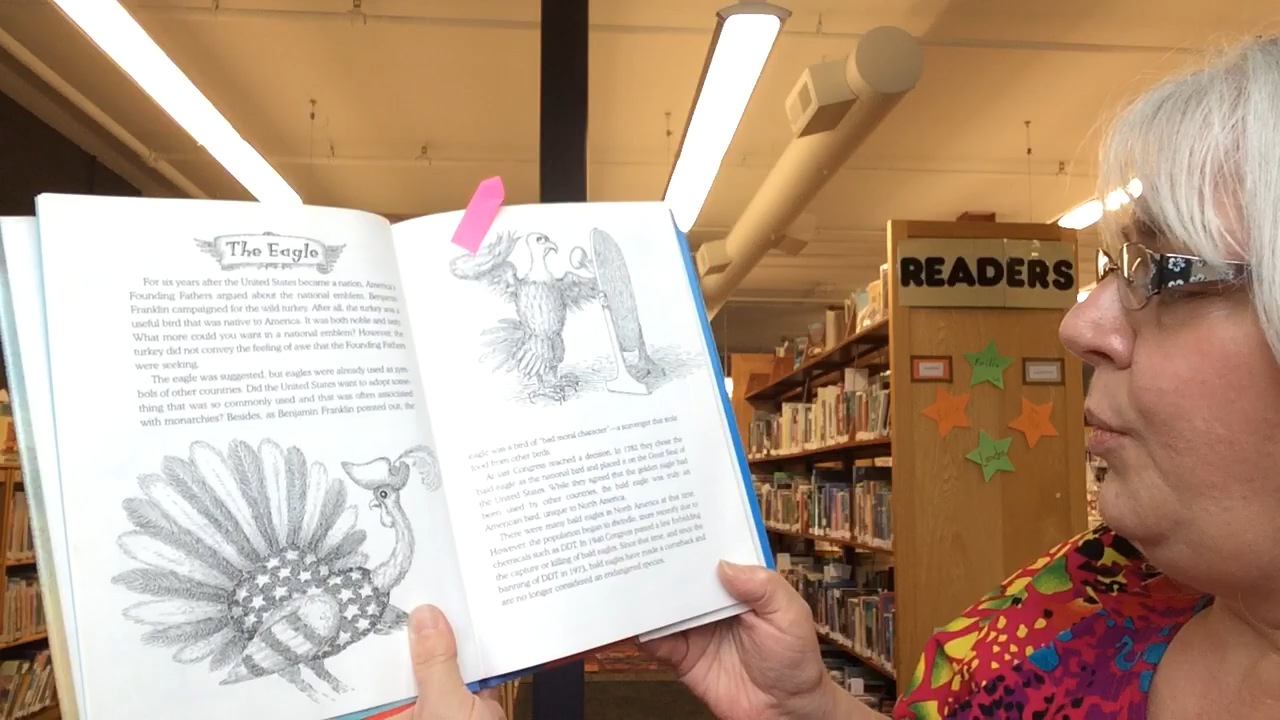 The Eagle
For six years after the United States became a nation, America's
Founding Fathers argued about the national emblem. Benjamin
Franklin campaigned for the wild turkey. After all, the turkey was a
useful bird that was native to America. It was both noble and tasty.
What more could you want in a national emblem? However, the
turkey did not convey the feeling of awe that the Founding Fathers
were seeking.
The eagle was suggested, but eagles were already used as sym-
bols of other countries. Did the United States want to adopt some-
thing that was so commonly used and that was often associated
with monarchies? Besides, as Benjamin Franklin pointed out, the
eagle was a bird of "bad moral character"—a scavenger that stole
food from other birds.
At last, Congress reached a decision. In 1782 they chose the
bald eagle as the national bird and placed it on the Great Seal of
the United States. While they agreed that the golden eagle had
been used by other countries, the bald eagle was truly an
American bird, unique to North America.
There were many bald eagles in North America at that time.
However, the population began to dwindle, more recently due to
chemicals such as DDT. In 1940 Congress passed a law forbidding
the capture or killing of bald eagles. Since that time, and since the
banning of DDT in 1973, bald eagles have made a comeback and
are no longer considered an endangered species.
READERS